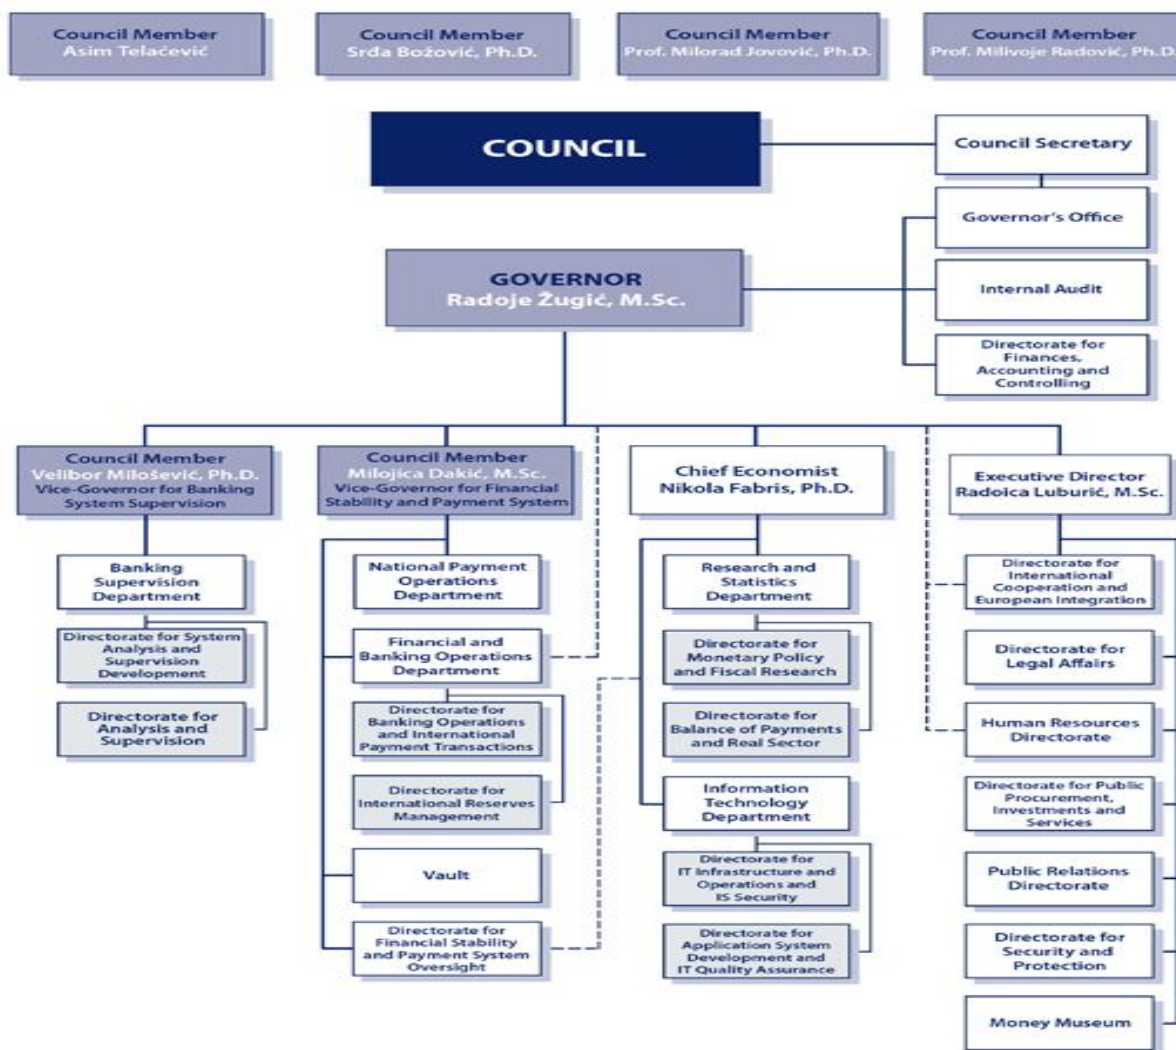 Council Member
Asim Telaćević
Council Member
Srđa Božović, Ph.D.
Council Member
Prof. Milorad Jovović, Ph.D.
Council Member
Prof. Milivoje Radović, Ph.D.
COUNCIL
Council Secretary
Governor's Office
GOVERNOR
Radoje Žugić, M.Sc.
Internal Audit
Directorate for
Finances,
Accounting and
Controlling
Council Member
Velibor Milošević, Ph.D.
Vice-Governor for Banking
System Supervision
Council Member
Milojica Dakić, M.Sc.
Vice-Governor for Financial
Stability and Payment System
Chief Economist
Nikola Fabris, Ph.D.
Executive Director
Radoica Luburić, M.Sc.
Banking
Supervision
Department
Directorate for System
Analysis and
Supervision
Development
Directorate for
Analysis and
Supervision
National Payment
Operations
Department
Financial and
Banking Operations
Department
Directorate for
Banking Operations
and International
Payment Transactions
Directorate for
International Reserves
Management
Vault
Directorate for
Financial Stability
and Payment System
Oversight
Research and
Statistics
Department
Directorate for
Monetary Policy
and Fiscal Research
Directorate for
Balance of Payments
and Real Sector
Information
Technology
Department
Directorate for
IT Infrastructure and
Operations and
IS Security
Directorate for
Application System
Development and
IT Quality Assurance
Directorate for
International
Cooperation and
European Integration
Directorate for
Legal Affairs
Human Resources
Directorate
Directorate for Public
Procurement,
Investments and
Services
Public Relations
Directorate
Directorate for
Security and
Protection
Money Museum